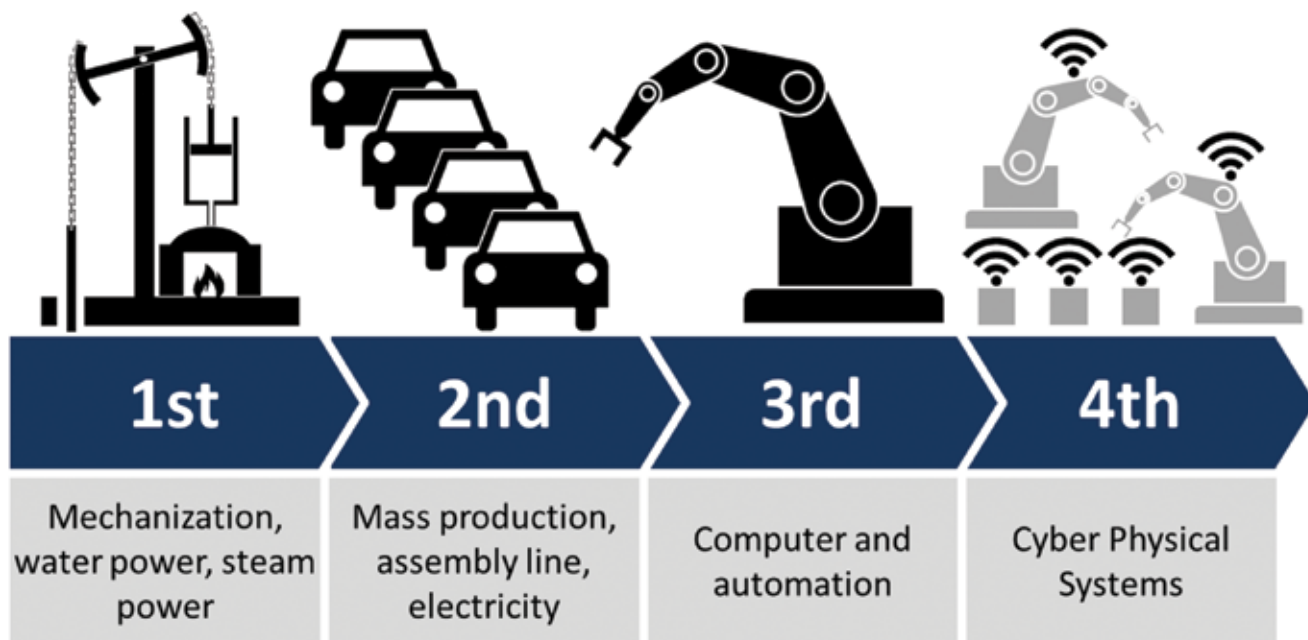 1st
2nd
3rd
4th
Mechanization,
water power, steam
power
Mass production,
assembly line,
electricity
Computer and
automation
Cyber Physical
Systems